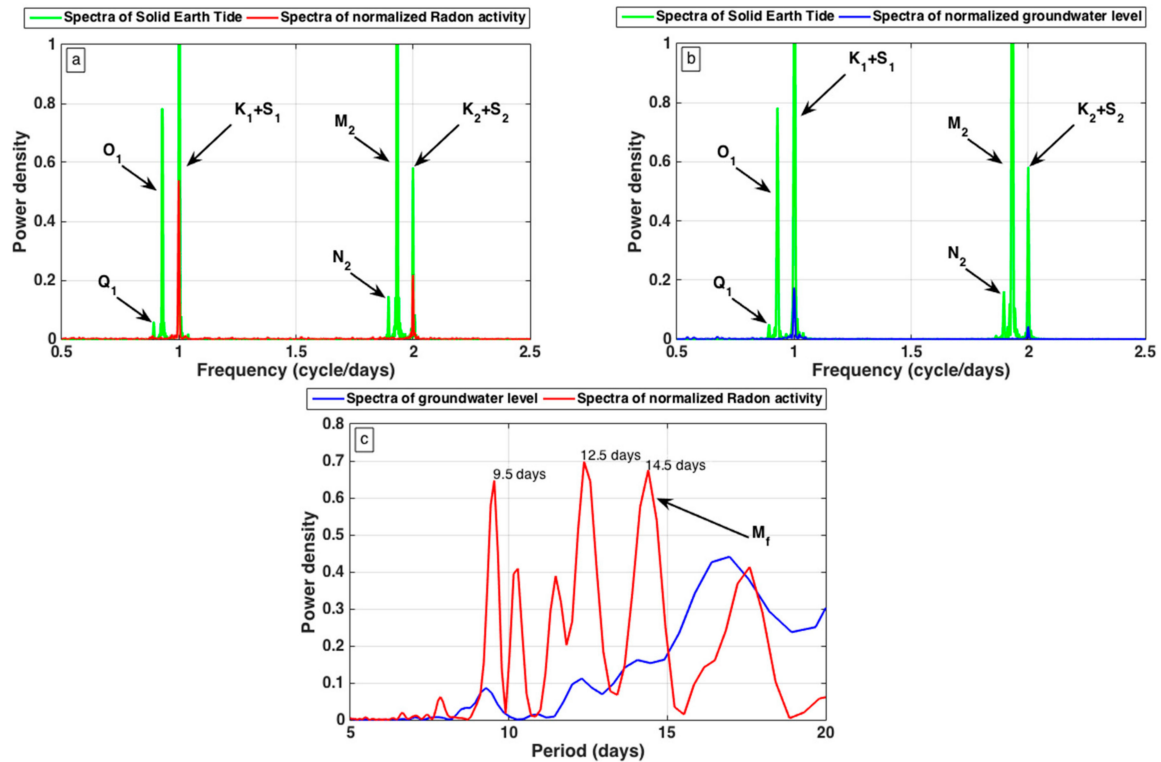 Spectra of Solid Earth Tide Spectra of normalized Radon activity
a
1
0.8
0.6
0.4
0.2
0
Power density
O1
Q1
K1+S1
M2
N2
K2+S2
0.5 1 1.5 2 2.5
Frequency (cycle/days)
Spectra of Solid Earth Tide Spectra of normalized groundwater level
b
1
0.8
0.6
0.4
0.2
0
Power density
O1
Q1
K1+S1
M2
N2
K2+S2
0.5 1 1.5 2 2.5
Frequency (cycle/days)
Spectra of groundwater level Spectra of normalized Radon activity
c
0.8
0.7
0.6
0.5
0.4
0.3
0.2
0.1
0
Power density
9.5 days
12.5 days
14.5 days
Mf
5 10 15 20
Period (days)